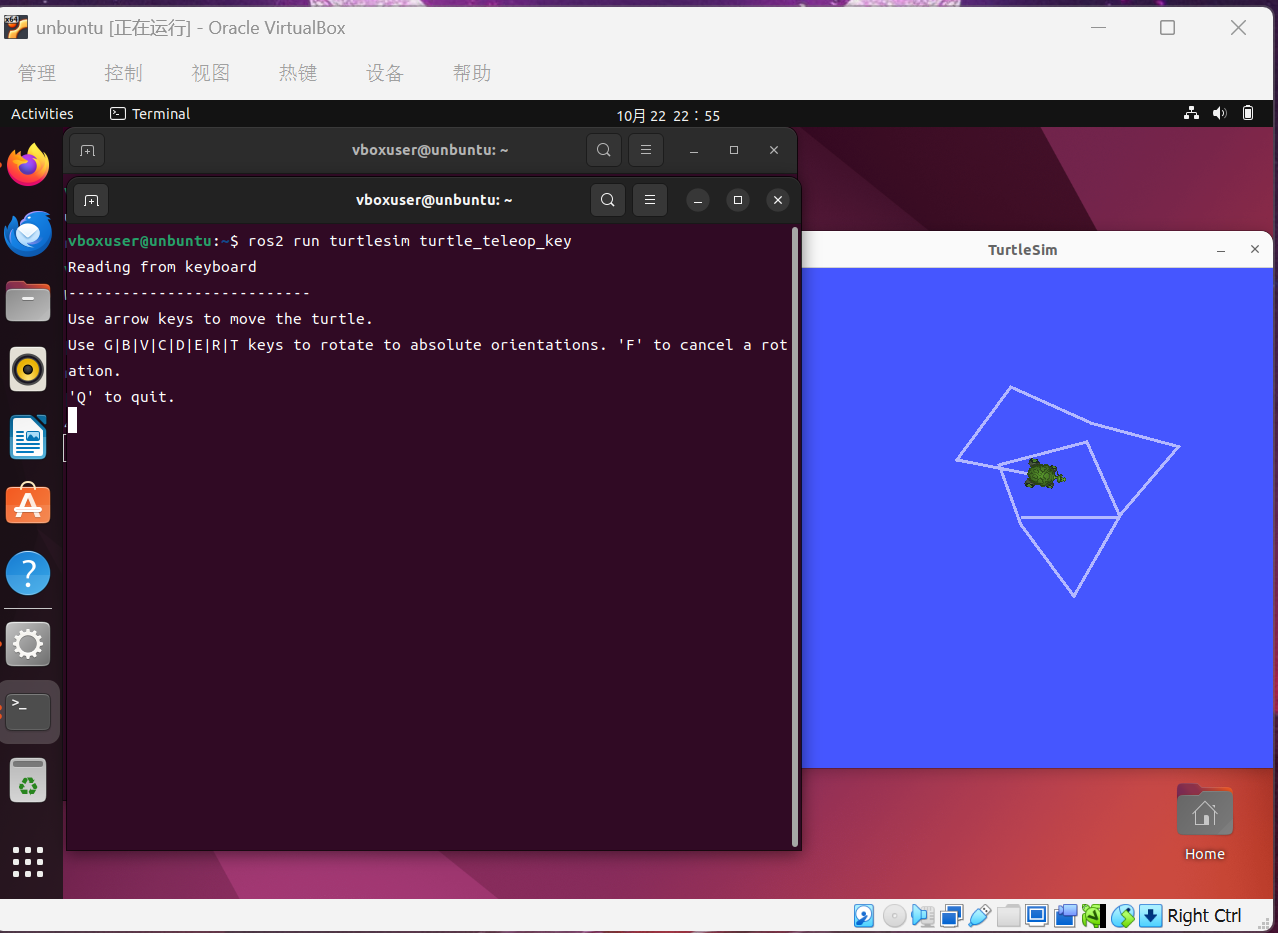 unbuntu [正在运行] - Oracle VirtualBox
管理 控制 视图 热键 设备 帮助
Activities Terminal 10月 22 22：55
vboxuser@unbuntu: ~
vboxuser@unbuntu: ~
vboxuser@unbuntu:~$ ros2 run turtlesim turtle_teleop_key
Reading from keyboard
---------------------------
Use arrow keys to move the turtle.
Use G|B|V|C|D|E|R|T keys to rotate to absolute orientations. 'F' to cancel a rot
ation.
'Q' to quit.
TurtleSim
Home
Right Ctrl